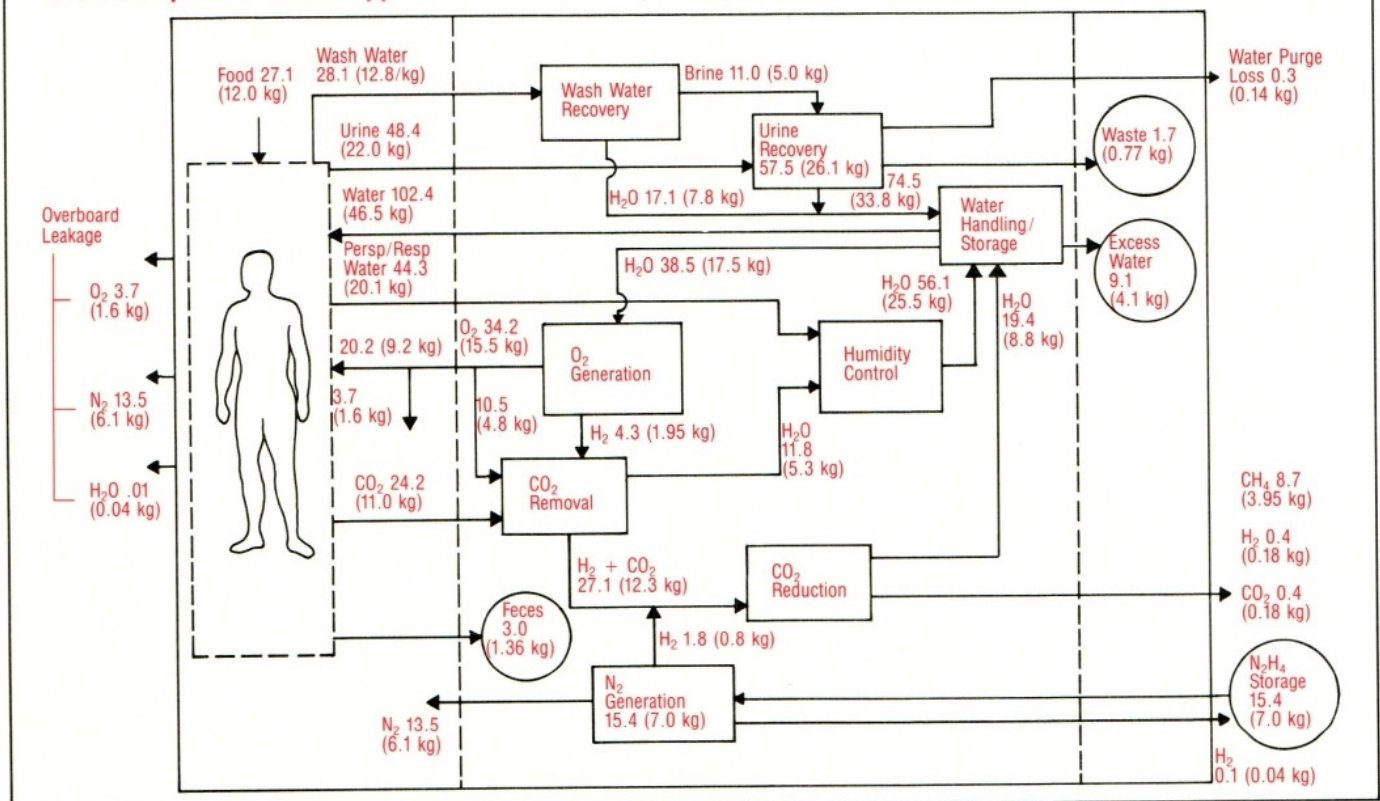 Food 27.1
(12.0 kg)
Wash Water
28.1 (12.8/kg)
Urine 48.4
(22.0 kg)
Water 102.4
(46.5 kg)
Persp/Resp
Water 44.3
(20.1 kg)
Wash Water
Recovery
Brine 11.0 (5.0 kg)
Urine
Recovery
57.5 (26.1 kg)
H₂O 17.1 (7.8 kg)
74.5
(33.8 kg)
Water
Handling/
Storage
Water Purge
Loss 0.3
(0.14 kg)
Waste 1.7
(0.77 kg)
Excess
Water
9.1
(4.1 kg)
Overboard
Leakage
O₂ 3.7
(1.6 kg)
N₂ 13.5
(6.1 kg)
H₂O .01
(0.04 kg)
H₂O 38.5 (17.5 kg)
H₂O 56.1
(25.5 kg)
H₂O
19.4
(8.8 kg)
20.2 (9.2 kg)
O₂ 34.2
(15.5 kg)
O₂
Generation
Humidity
Control
3.7
(1.6 kg)
10.5
(4.8 kg)
H₂ 4.3 (1.95 kg)
H₂O
11.8
(5.3 kg)
CO₂ 24.2
(11.0 kg)
CO₂
Removal
H₂ + CO₂
27.1 (12.3 kg)
CO₂
Reduction
CH₄ 8.7
(3.95 kg)
H₂ 0.4
(0.18 kg)
CO₂ 0.4
(0.18 kg)
Feces
3.0
(1.36 kg)
H₂ 1.8 (0.8 kg)
N₂
Generation
15.4 (7.0 kg)
N₂ 13.5
(6.1 kg)
N₂H₄
Storage
15.4
(7.0 kg)
H₂
0.1 (0.04 kg)